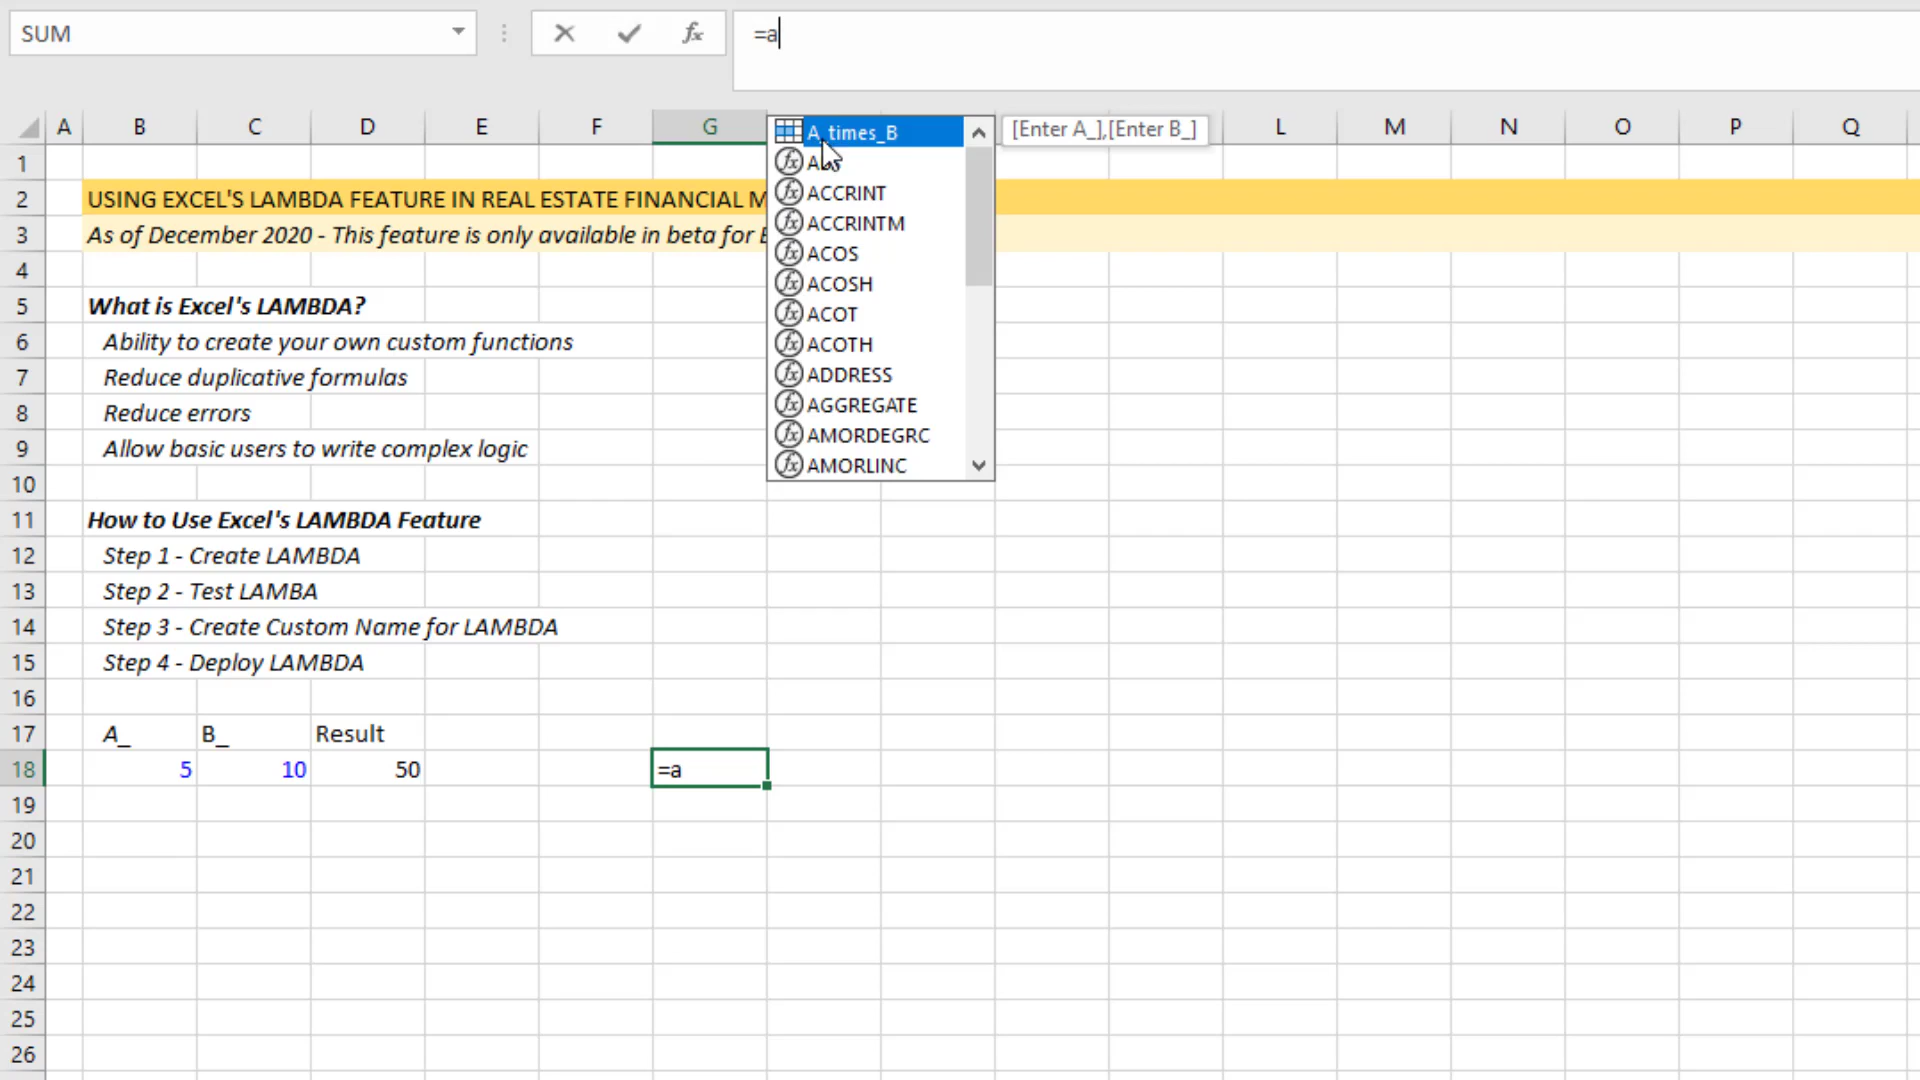 SUM
=a
A B C D E F G L M N O P Q
A_times_B
[Enter A_],[Enter B_]
ACCRINT
ACCRINTM
ACOS
ACOSH
ACOT
ACOTH
ADDRESS
AGGREGATE
AMORDEGRC
AMORLINC
1
2 USING EXCEL'S LAMBDA FEATURE IN REAL ESTATE FINANCIAL
3 As of December 2020 - This feature is only available in beta for
4
5 What is Excel's LAMBDA?
6 Ability to create your own custom functions
7 Reduce duplicative formulas
8 Reduce errors
9 Allow basic users to write complex logic
10
11 How to Use Excel's LAMBDA Feature
12 Step 1 - Create LAMBDA
13 Step 2 - Test LAMBA
14 Step 3 - Create Custom Name for LAMBDA
15 Step 4 - Deploy LAMBDA
16
17 A_ B_ Result
18 5 10 50 =a
19
20
21
22
23
24
25
26